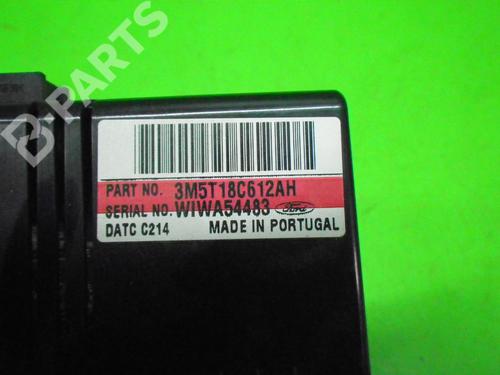 B-PARTS
PART NO. 3M5T18C612AH
SERIAL NO. WIWA54483 Ford
DATC C214 MADE IN PORTUGAL